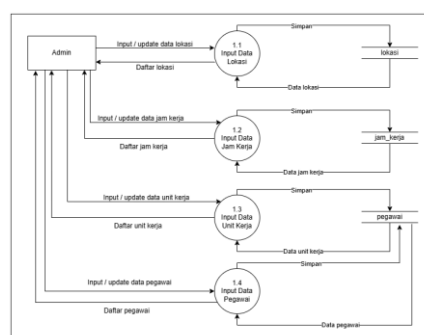 Simpan
Input / update data lokasi
1.1
Input Data
Lokasi
Admin
lokasi
Daftar lokasi
Data lokasi
Simpan
Input / update data jam kerja
1.2
Input Data
Jam Kerja
jam_kerja
Daftar jam kerja
Data jam kerja
Simpan
Input / update data unit kerja
1.3
Input Data
Unit Kerja
pegawai
Daftar unit kerja
Data unit kerja
Simpan
Input / update data pegawai
1.4
Input Data
Pegawai
Daftar pegawai
Data pegawai